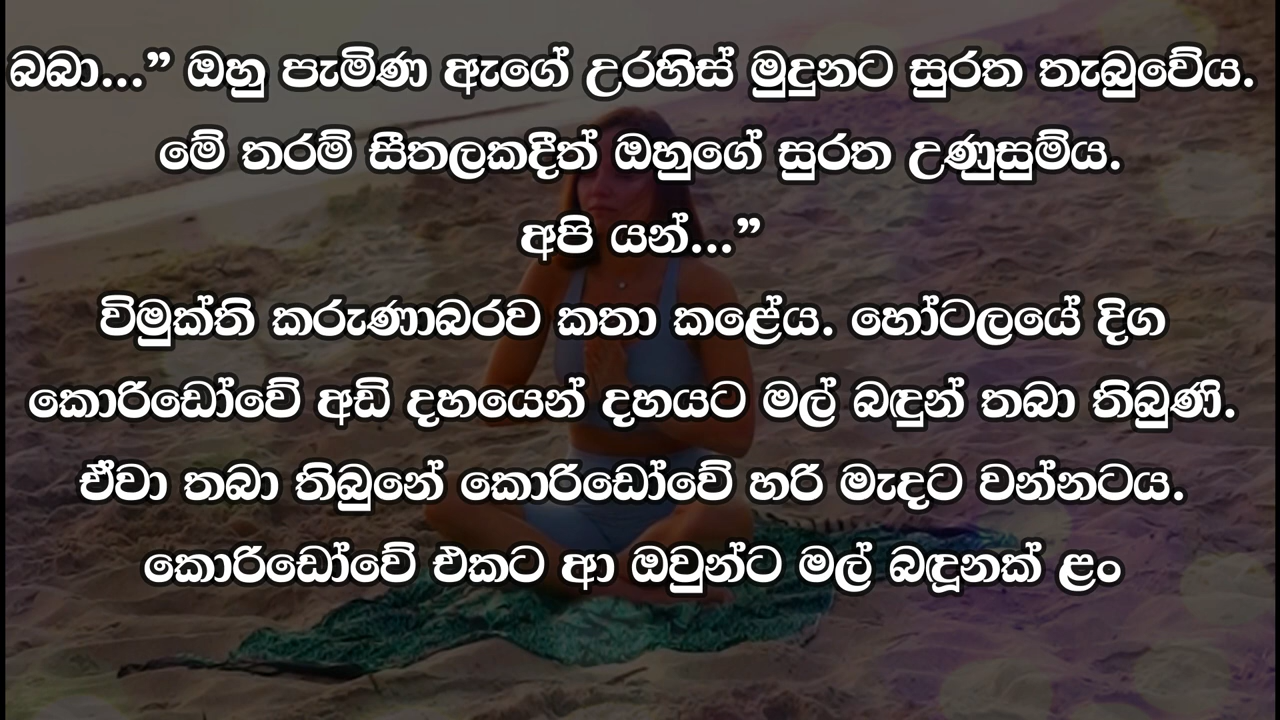 බබා...” ඔහු පැමිණ ඇගේ උරහිස් මුදුනට සුරත තැබුවේය.
මේ තරම් සීතලකදීත් ඔහුගේ සුරත උණුසුම්ය.
අපි යන්...”
විමුක්ති කරුණාබරව කතා කළේය. හෝටලයේ දිග
කොරිඩෝවේ අඩි දහයෙන් දහයට මල් බඳුන් තබා තිබුණි.
ඒවා තබා තිබුනේ කොරිඩෝවේ හරි මැදට වන්නටය.
කොරිඩෝවේ එකට ආ ඔවුන්ට මල් බඳූනක් ළං